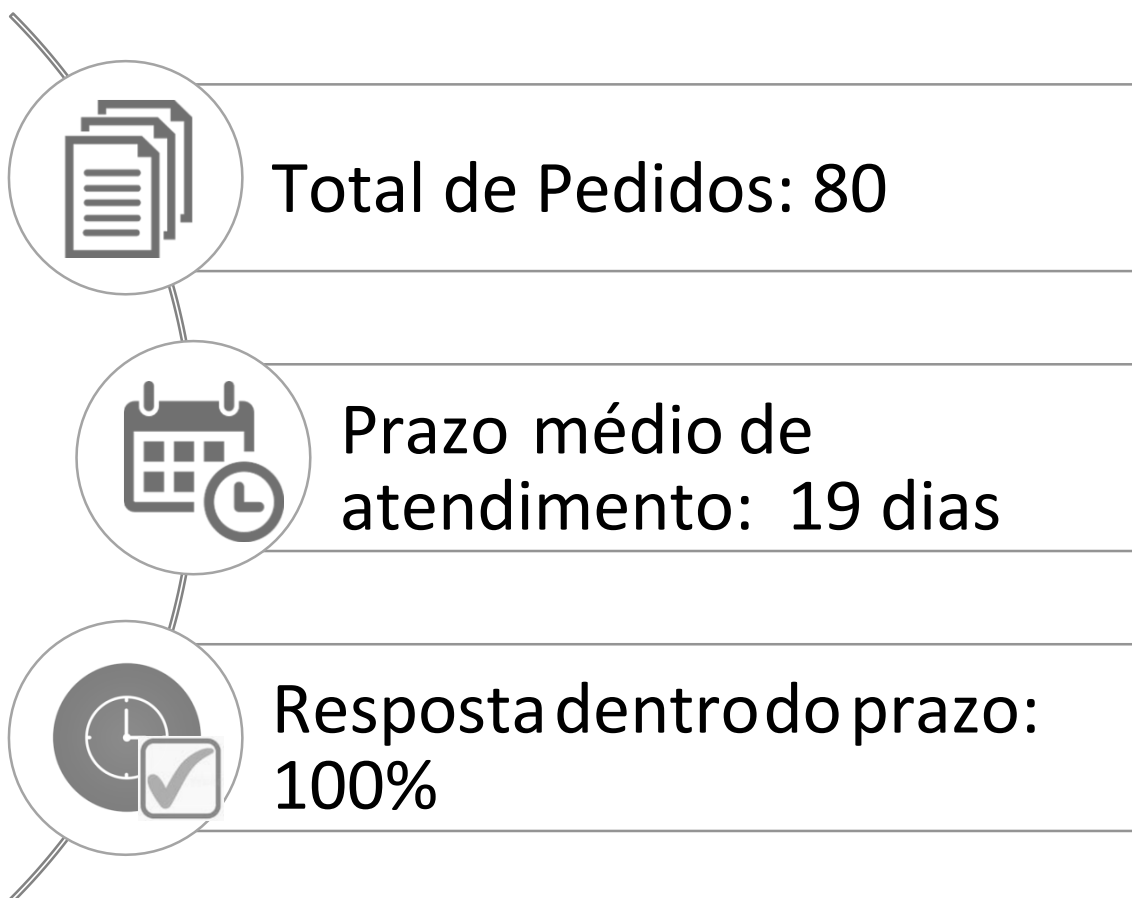 Total de Pedidos: 80
Prazo médio de
atendimento: 19 dias
Resposta dentro do prazo:
100%